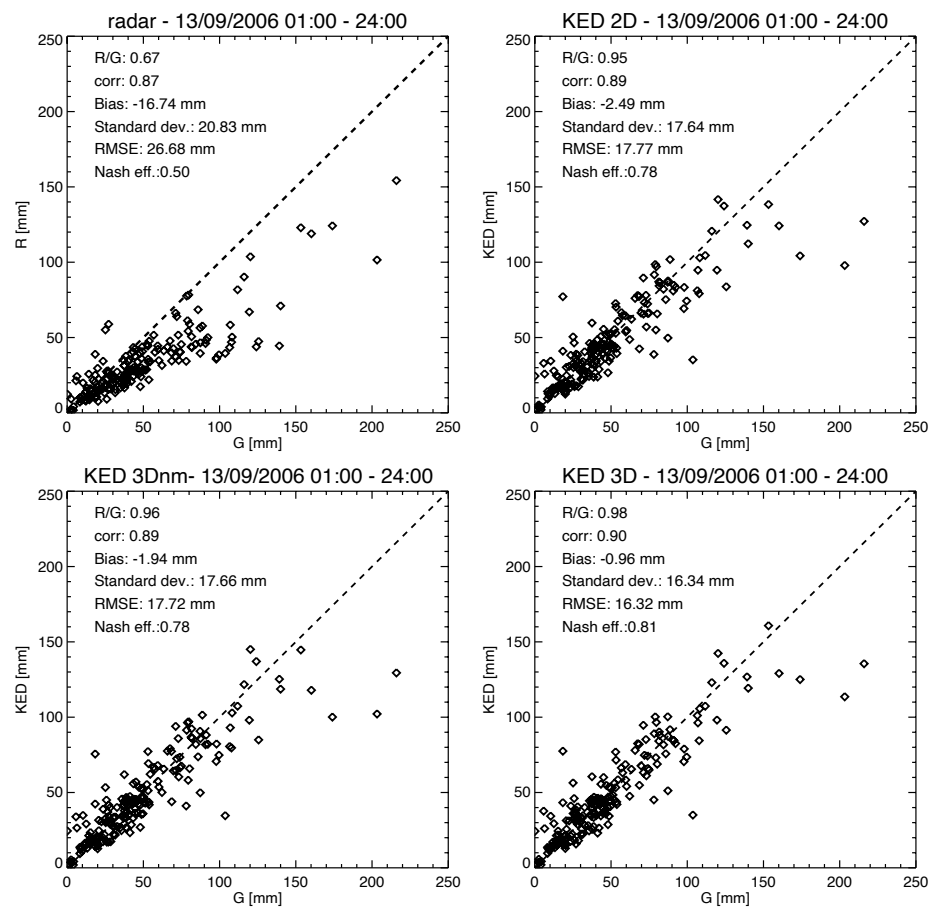 radar - 13/09/2006 01:00 - 24:00
R/G: 0.67
corr: 0.87
Bias: -16.74 mm
Standard dev.: 20.83 mm
RMSE: 26.68 mm
Nash eff.:0.50
250
200
150
100
50
0
R [mm]
0 50 100 150 200 250
G [mm]
KED 2D - 13/09/2006 01:00 - 24:00
R/G: 0.95
corr: 0.89
Bias: -2.49 mm
Standard dev.: 17.64 mm
RMSE: 17.77 mm
Nash eff.:0.78
250
200
150
100
50
0
KED [mm]
0 50 100 150 200 250
G [mm]
KED 3Dnm- 13/09/2006 01:00 - 24:00
R/G: 0.96
corr: 0.89
Bias: -1.94 mm
Standard dev.: 17.66 mm
RMSE: 17.72 mm
Nash eff.:0.78
250
200
150
100
50
0
KED [mm]
0 50 100 150 200 250
G [mm]
KED 3D - 13/09/2006 01:00 - 24:00
R/G: 0.98
corr: 0.90
Bias: -0.96 mm
Standard dev.: 16.34 mm
RMSE: 16.32 mm
Nash eff.:0.81
250
200
150
100
50
0
KED [mm]
0 50 100 150 200 250
G [mm]